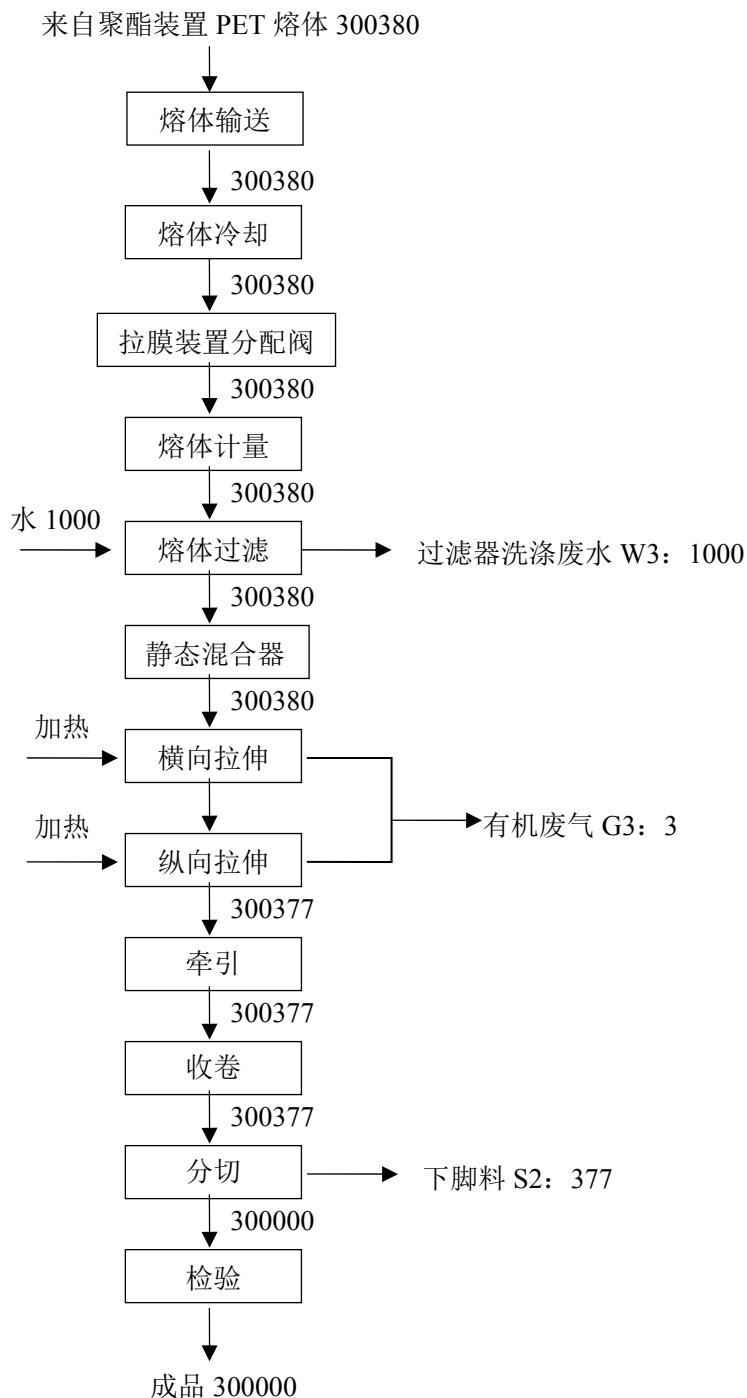 来自聚酯装置 PET 熔体 300380
熔体输送
300380
熔体冷却
300380
拉膜装置分配阀
300380
熔体计量
300380
水 1000
熔体过滤
过滤器洗涤废水 W3：1000
300380
静态混合器
300380
加热
横向拉伸
有机废气 G3：3
加热
纵向拉伸
300377
牵引
300377
收卷
300377
分切
下脚料 S2：377
300000
检验
成品 300000